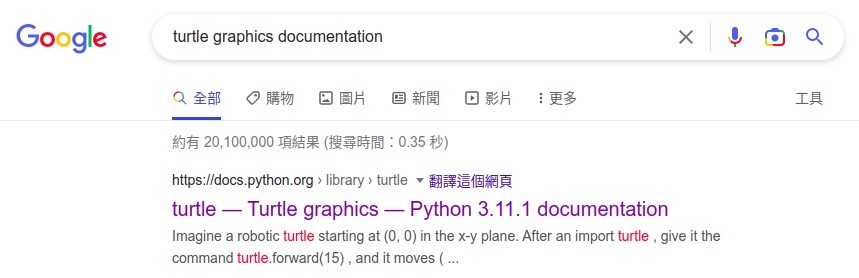 Google
turtle graphics documentation
全部 購物 圖片 新聞 影片 更多 工具
約有 20,100,000 項結果 (搜尋時間：0.35 秒)
https://docs.python.org › library › turtle 翻譯這個網頁
turtle — Turtle graphics — Python 3.11.1 documentation
Imagine a robotic turtle starting at (0, 0) in the x-y plane. After an import turtle , give it the
command turtle.forward(15) , and it moves ( ...